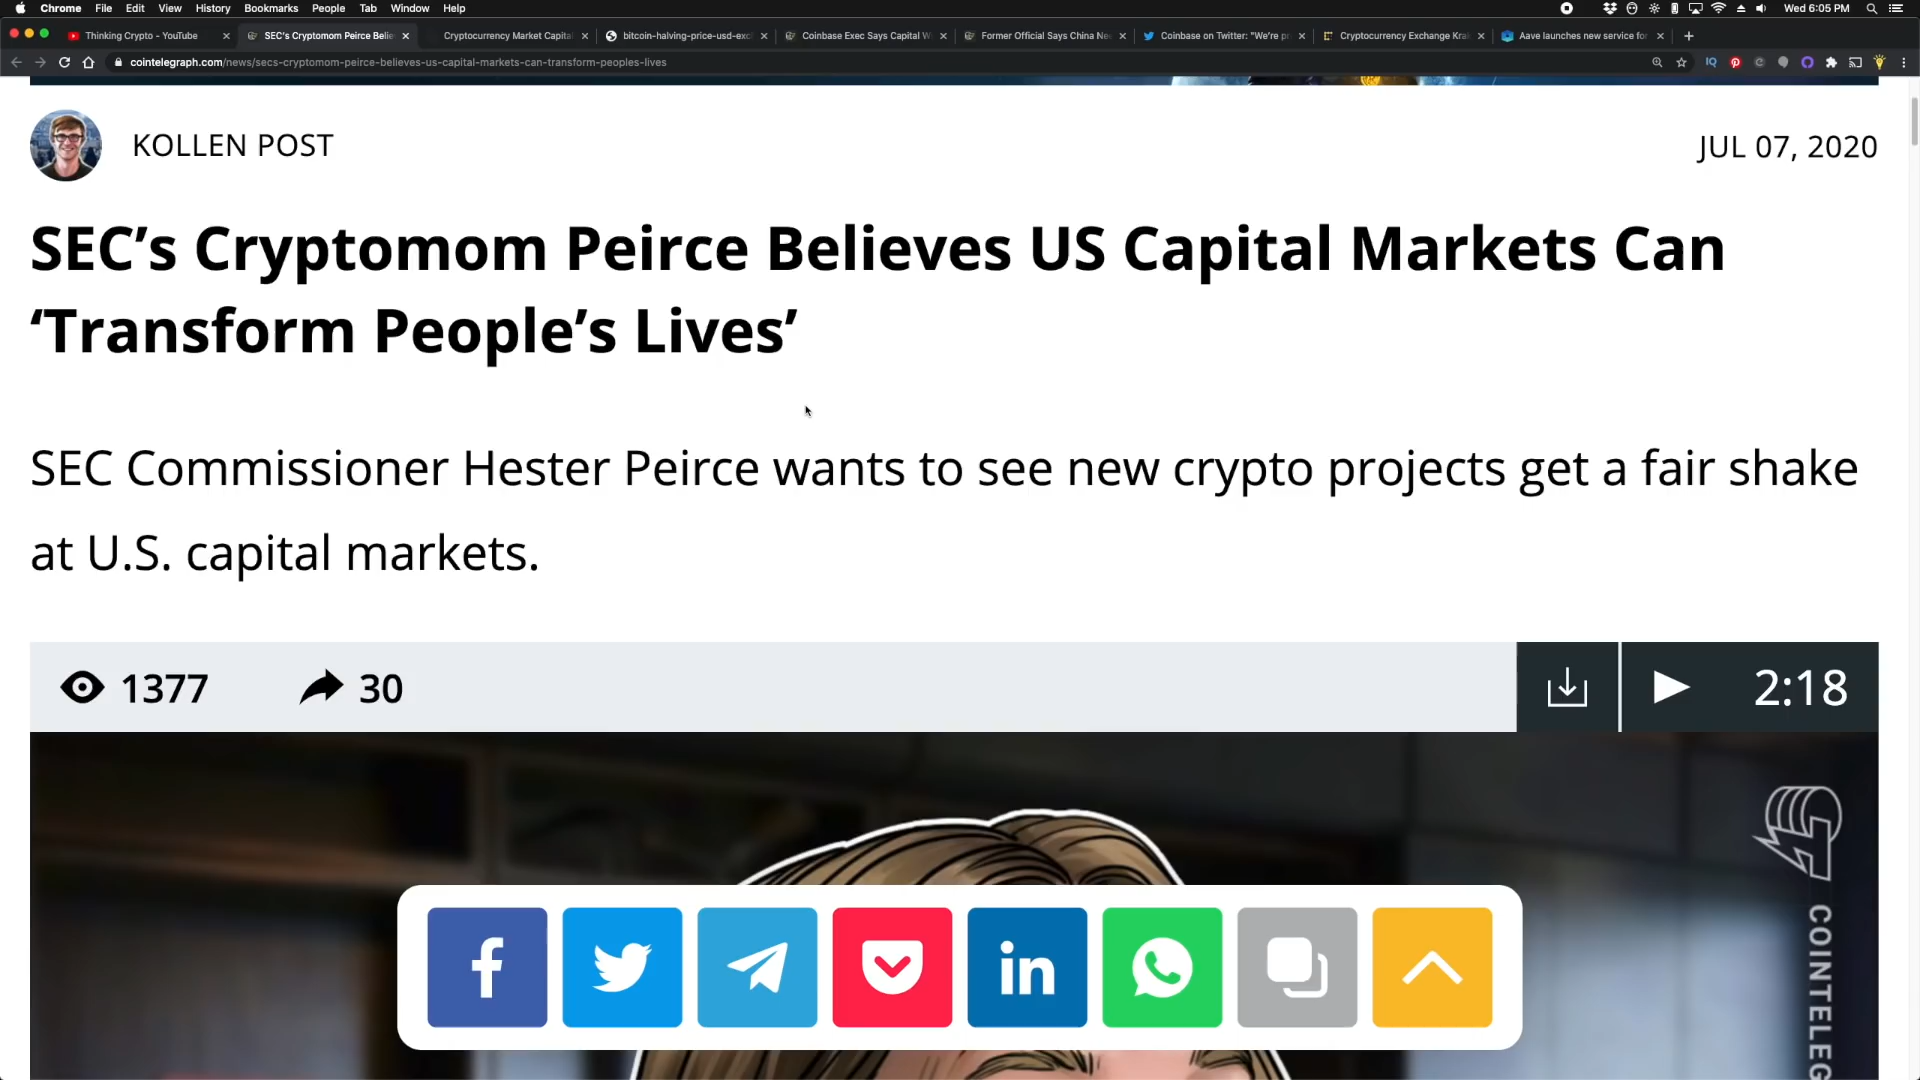 Chrome File Edit View History Bookmarks People Tab Window Help Wed 6:05 PM
Thinking Crypto - YouTube SEC's Cryptomom Peirce Belie Cryptocurrency Market Capital bitcoin-halving-price-usd-exc Coinbase Exec Says Capital W Former Official Says China Ne Coinbase on Twitter: "We're pr Cryptocurrency Exchange Kra Aave launches new service fo
cointelegraph.com/news/secs-cryptomom-peirce-believes-us-capital-markets-can-transform-peoples-lives
KOLLEN POST
JUL 07, 2020
SEC’s Cryptomom Peirce Believes US Capital Markets Can
‘Transform People’s Lives’
SEC Commissioner Hester Peirce wants to see new crypto projects get a fair shake
at U.S. capital markets.
1377 30 2:18
COINTELEG